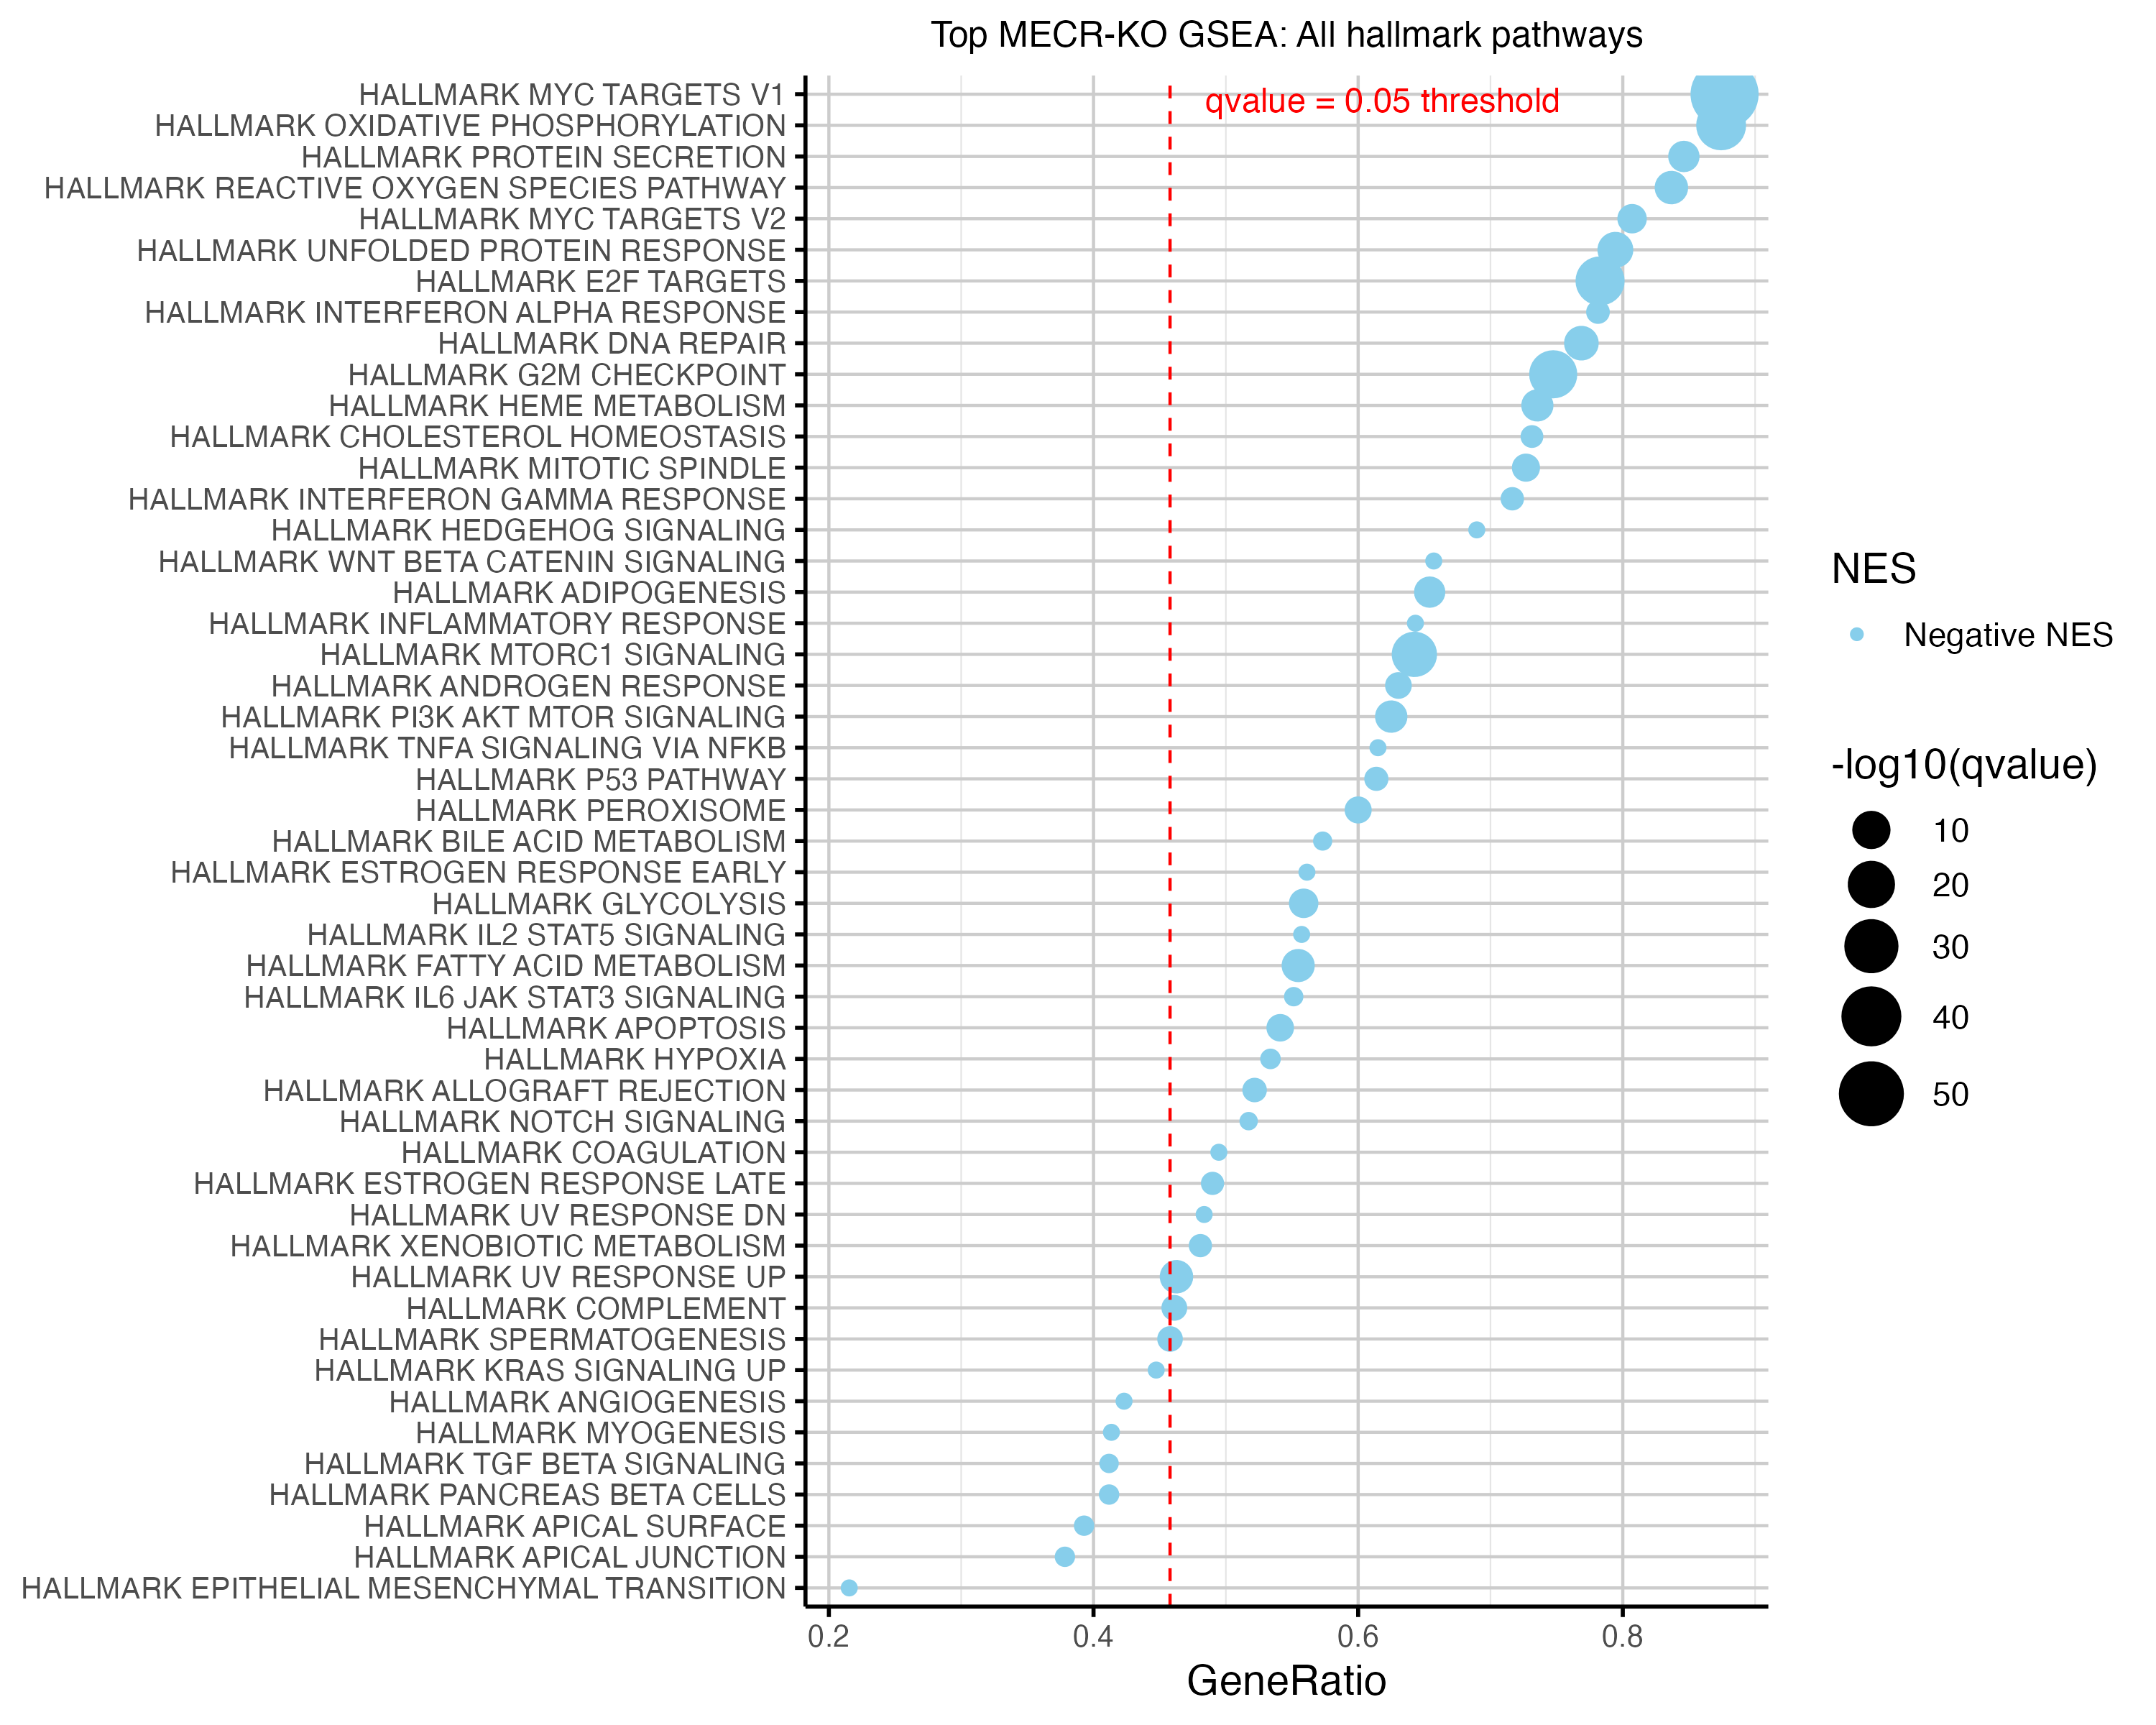 Top MECR-KO GSEA: All hallmark pathways
HALLMARK MYC TARGETS V1
qvalue = 0.05 threshold
HALLMARK OXIDATIVE PHOSPHORYLATION
HALLMARK PROTEIN SECRETION
HALLMARK REACTIVE OXYGEN SPECIES PATHWAY
HALLMARK MYC TARGETS V2
HALLMARK UNFOLDED PROTEIN RESPONSE
HALLMARK E2F TARGETS
HALLMARK INTERFERON ALPHA RESPONSE
HALLMARK DNA REPAIR
HALLMARK G2M CHECKPOINT
HALLMARK HEME METABOLISM
HALLMARK CHOLESTEROL HOMEOSTASIS
HALLMARK MITOTIC SPINDLE
HALLMARK INTERFERON GAMMA RESPONSE
HALLMARK HEDGEHOG SIGNALING
HALLMARK WNT BETA CATENIN SIGNALING
HALLMARK ADIPOGENESIS
HALLMARK INFLAMMATORY RESPONSE
HALLMARK MTORC1 SIGNALING
HALLMARK ANDROGEN RESPONSE
HALLMARK PI3K AKT MTOR SIGNALING
HALLMARK TNFA SIGNALING VIA NFKB
HALLMARK P53 PATHWAY
HALLMARK PEROXISOME
HALLMARK BILE ACID METABOLISM
HALLMARK ESTROGEN RESPONSE EARLY
HALLMARK GLYCOLYSIS
HALLMARK IL2 STAT5 SIGNALING
HALLMARK FATTY ACID METABOLISM
HALLMARK IL6 JAK STAT3 SIGNALING
HALLMARK APOPTOSIS
HALLMARK HYPOXIA
HALLMARK ALLOGRAFT REJECTION
HALLMARK NOTCH SIGNALING
HALLMARK COAGULATION
HALLMARK ESTROGEN RESPONSE LATE
HALLMARK UV RESPONSE DN
HALLMARK XENOBIOTIC METABOLISM
HALLMARK UV RESPONSE UP
HALLMARK COMPLEMENT
HALLMARK SPERMATOGENESIS
HALLMARK KRAS SIGNALING UP
HALLMARK ANGIOGENESIS
HALLMARK MYOGENESIS
HALLMARK TGF BETA SIGNALING
HALLMARK PANCREAS BETA CELLS
HALLMARK APICAL SURFACE
HALLMARK APICAL JUNCTION
HALLMARK EPITHELIAL MESENCHYMAL TRANSITION
0.2 0.4 0.6 0.8
GeneRatio
NES
Negative NES
-log10(qvalue)
10
20
30
40
50